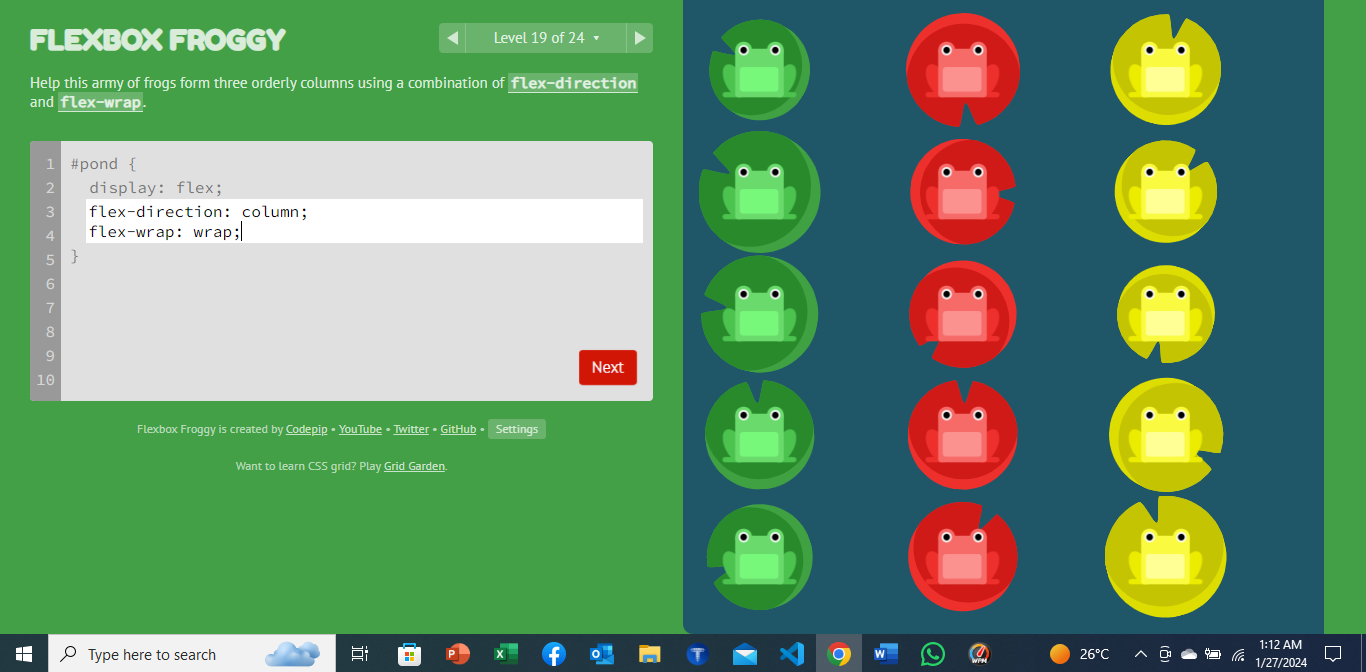 FLEXBOX FROGGY
Level 19 of 24
Help this army of frogs form three orderly columns using a combination of flex-direction
and flex-wrap.
1 #pond {
2 display: flex;
3 flex-direction: column;
4 flex-wrap: wrap;
5 }
6
7
8
9
10
Next
Flexbox Froggy is created by Codepip • YouTube • Twitter • GitHub • Settings
Want to learn CSS grid? Play Grid Garden.
Type here to search
26°C
1:12 AM
1/27/2024